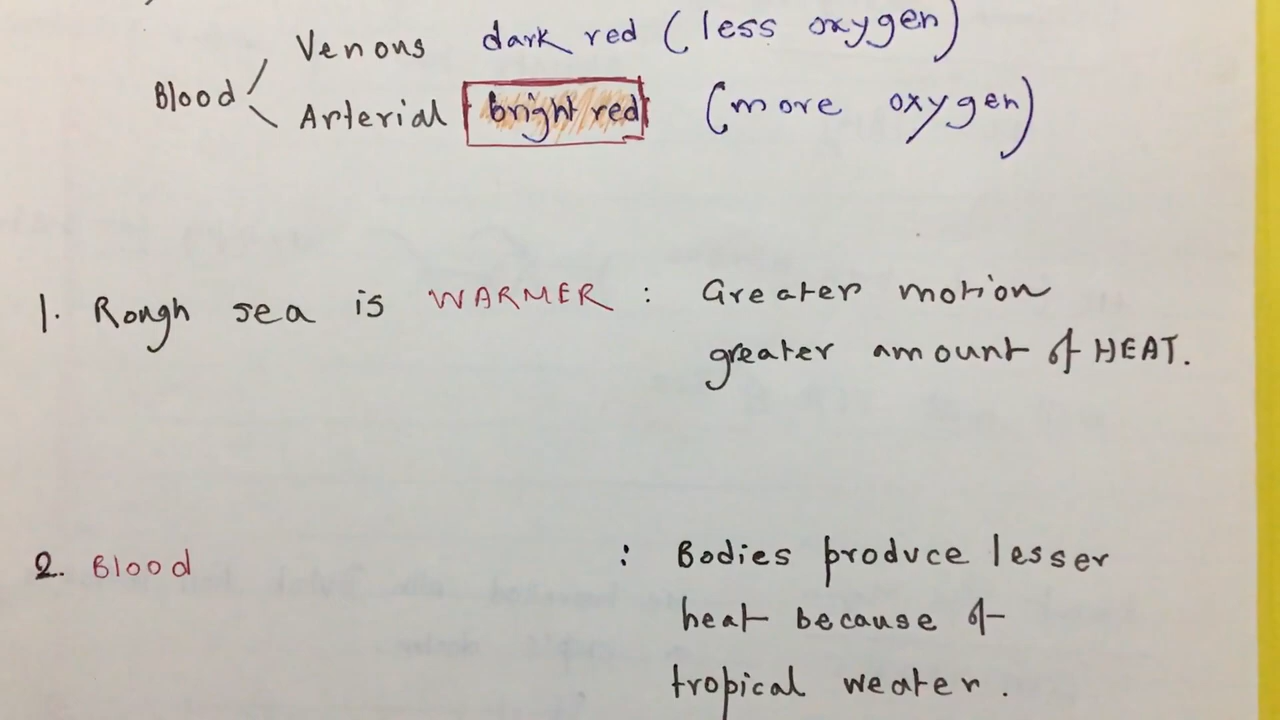 Venous dark red (less oxygen)
Blood
Arterial bright red (more oxygen)
1. Rough sea is WARMER : Greater motion
greater amount of HEAT.
2. Blood : Bodies produce lesser
heat because of
tropical weater.